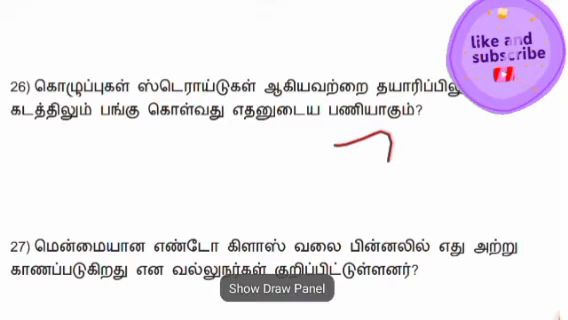 like and
subscribe
26) கொழுப்புகள் ஸ்டெராய்டுகள் ஆகியவற்றை
கடத்திலும் பங்கு கொள்வது எதனுடைய பணியாகும்?
27) மென்மையான எண்டோ கிளாஸ் வலை பின்னலில் எது அற்று
காணப்படுகிறது என வல்லுநர்கள் குறிப்பிட்டுள்ளனர்?
Show Draw Panel